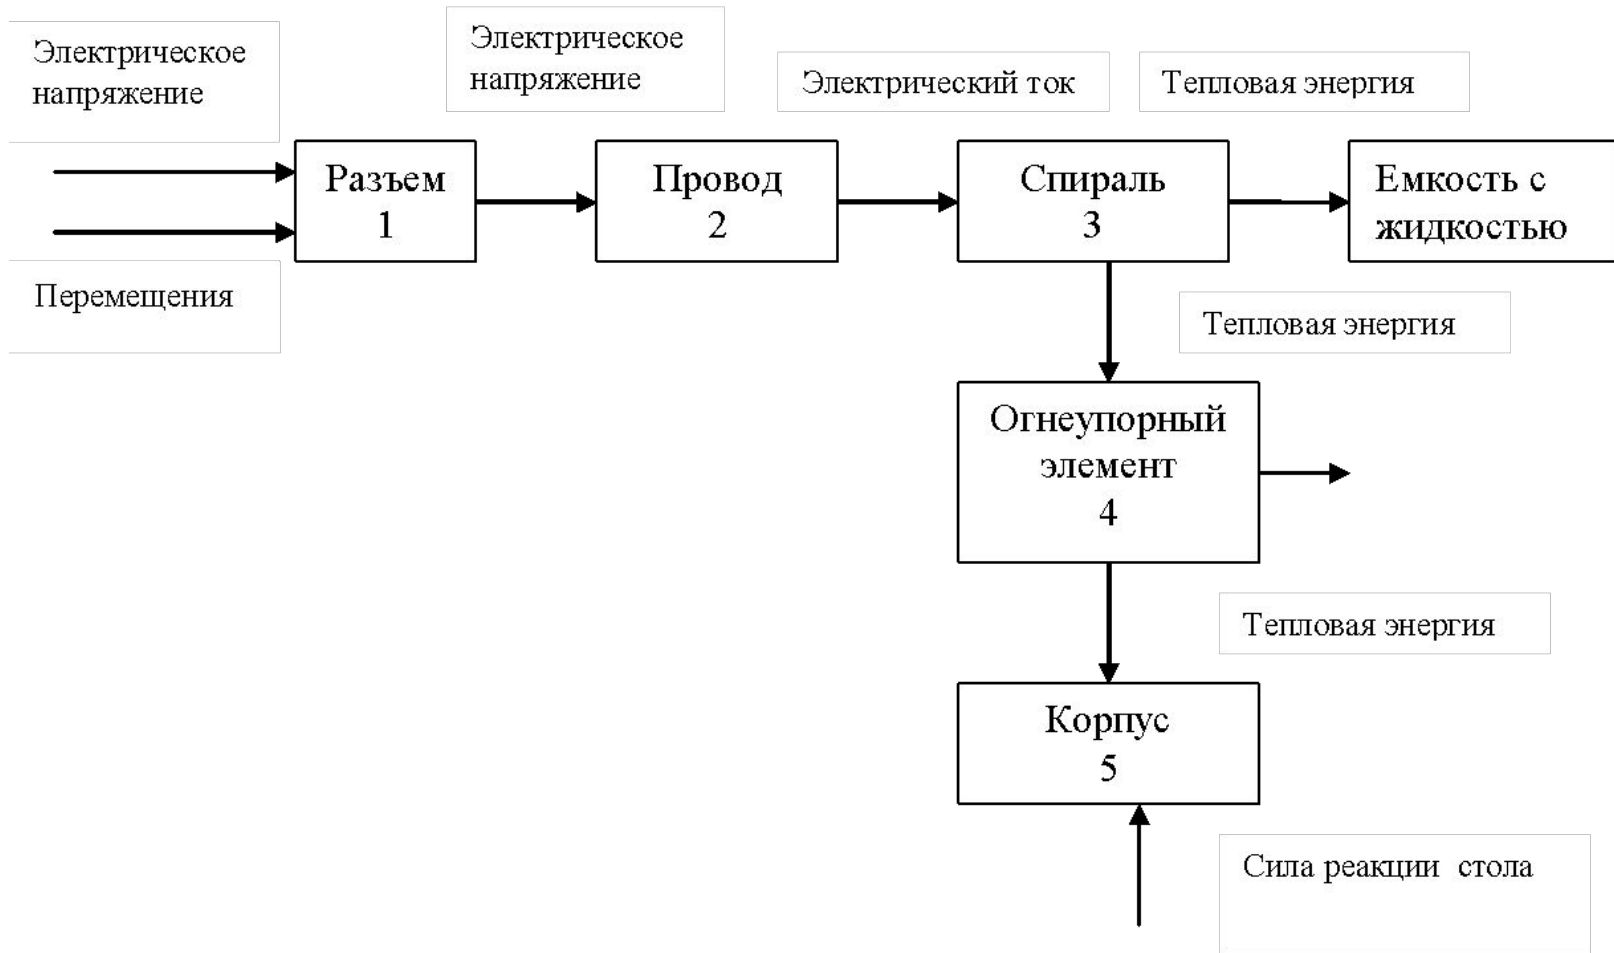 Электрическое
напряжение
Электрическое
напряжение
Электрический ток
Тепловая энергия
Разъем
1
Провод
2
Спираль
3
Емкость с
жидкостью
Перемещения
Тепловая энергия
Огнеупорный
элемент
4
Тепловая энергия
Корпус
5
Сила реакции стола